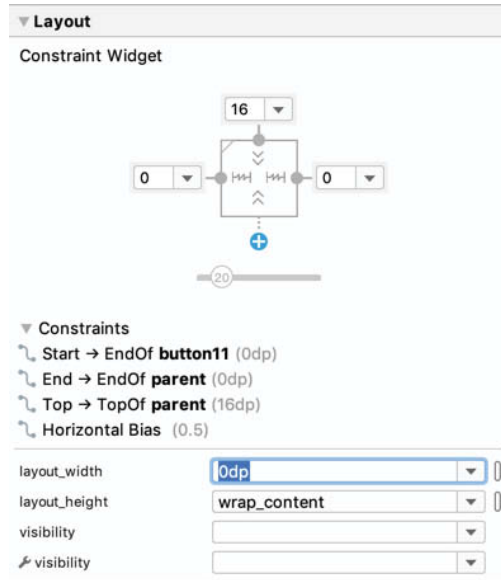 Layout
Constraint Widget
16
0 0
20
Constraints
Start → EndOf button11 (0dp)
End → EndOf parent (0dp)
Top → TopOf parent (16dp)
Horizontal Bias (0.5)
layout_width 0dp
layout_height wrap_content
visibility
visibility